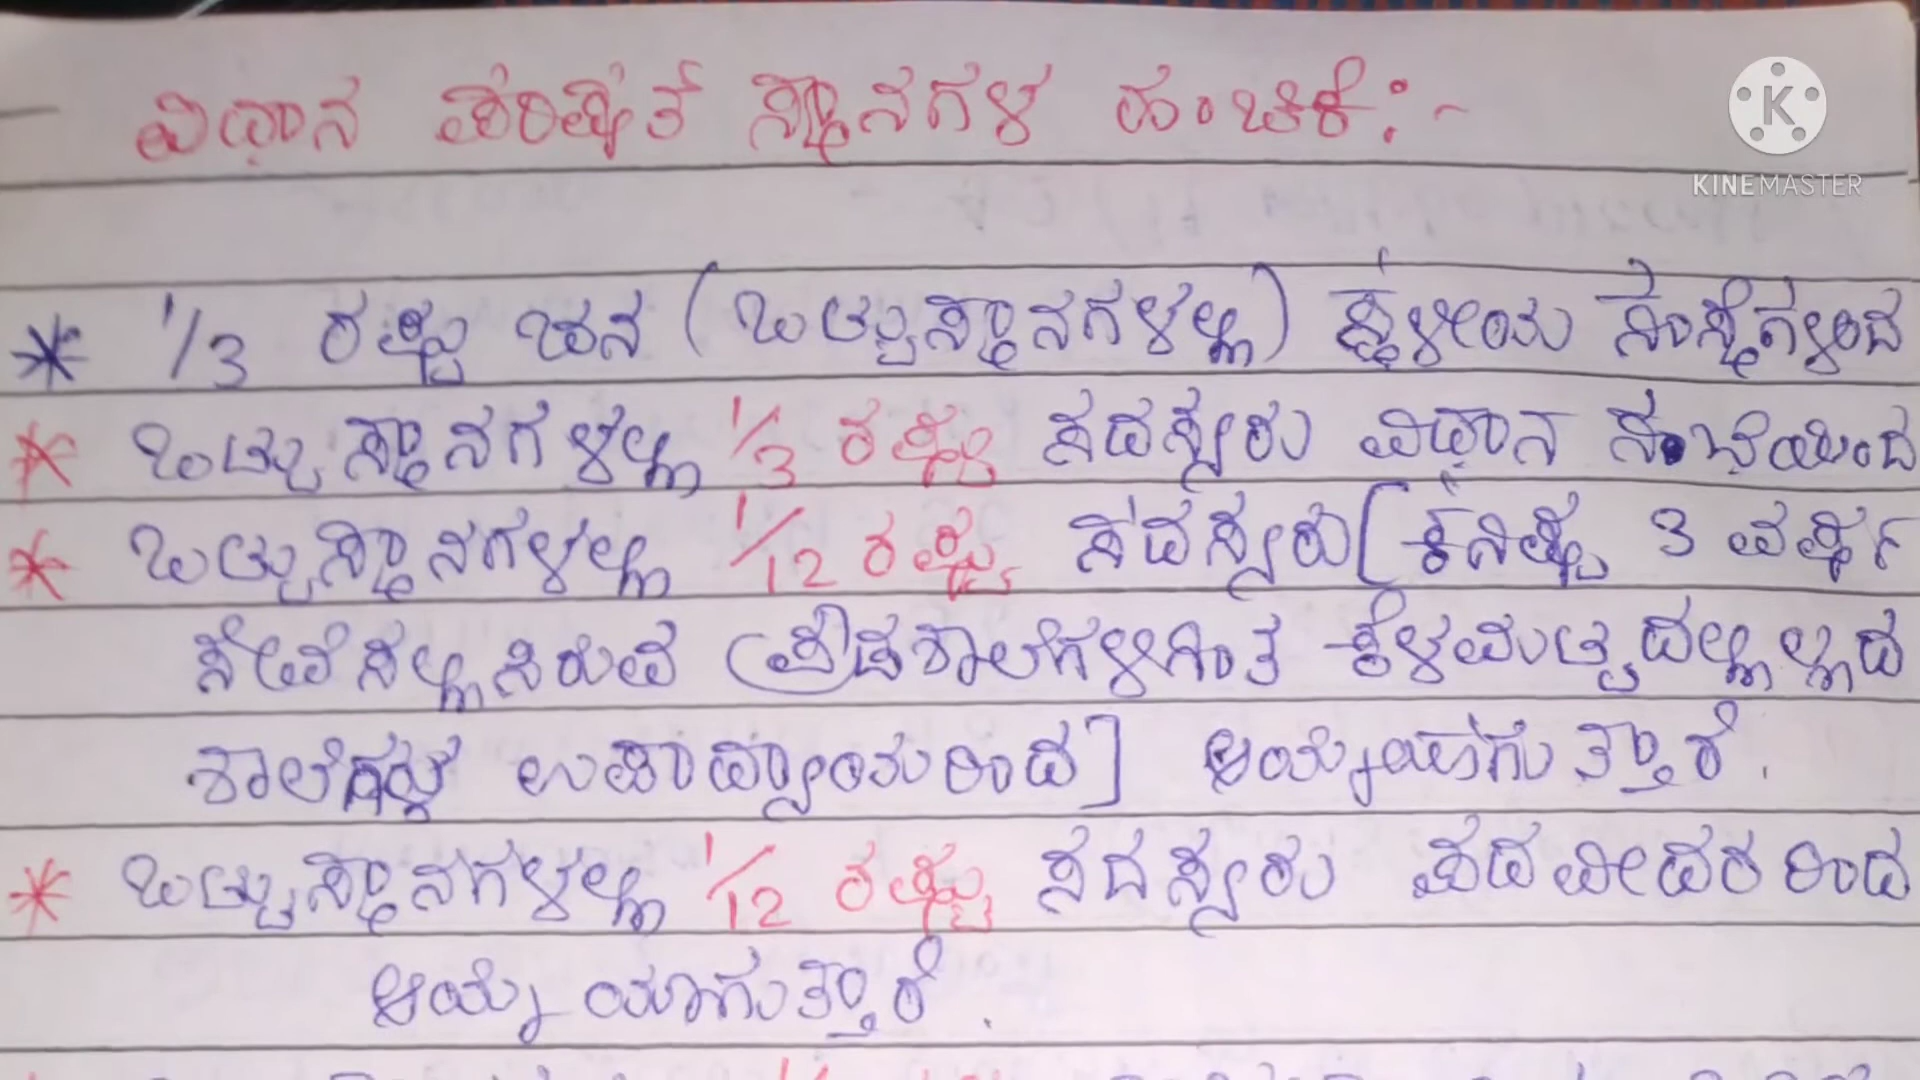 ವಿಧಾನ ಪರಿಷತ್ತಿನ ಸ್ಥಾನಗಳ ಹಂಚಿಕೆ:-
KINEMASTER
* 1/3 ರಷ್ಟು ಜನ (ಒಟ್ಟುಸ್ಥಾನಗಳಲ್ಲಿ) ಸ್ಥಳೀಯ ಸಂಸ್ಥೆಗಳಿಂದ
* ಒಟ್ಟು ಸ್ಥಾನಗಳಲ್ಲಿ 1/3 ರಷ್ಟು ಸದಸ್ಯರು ವಿಧಾನ ಸಭೆಯಿಂದ
* ಒಟ್ಟುಸ್ಥಾನಗಳಲ್ಲಿ 1/12 ರಷ್ಟು ಸದಸ್ಯರು [ಕನಿಷ್ಟ 3 ವರ್ಷ
ಸೇವೆಸಲ್ಲಿಸಿರುವ (ಪ್ರೌಢಶಾಲೆಗಳಿಗಿಂತ ಕೆಳಮಟ್ಟದಲ್ಲಿಲ್ಲದ
ಶಾಲೆಗಳ ಉಪಾಧ್ಯಾಯರಿಂದ] ಆಯ್ಕೆಯಾಗುತ್ತಾರೆ.
* ಒಟ್ಟುಸ್ಥಾನಗಳಲ್ಲಿ 1/12 ರಷ್ಟು ಸದಸ್ಯರು ಪದವೀಧರರಿಂದ
ಆಯ್ಕೆಯಾಗುತ್ತಾರೆ.